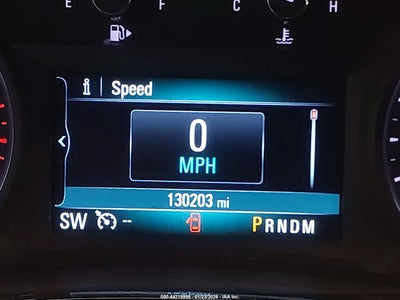 E F C H
i Speed
0
MPH
130203 mi
SW -- PRNDM